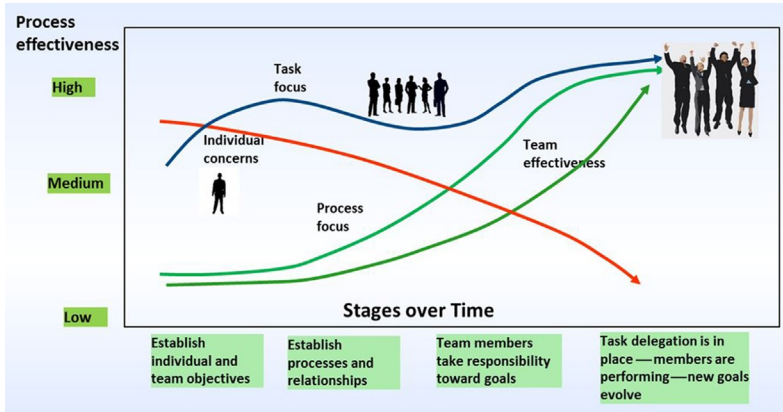 Process
effectiveness
High
Medium
Low
Task
focus
Individual
concerns
Process
focus
Team
effectiveness
Stages over Time
Establish
individual and
team objectives
Establish
processes and
relationships
Team members
take responsibility
toward goals
Task delegation is in
place — members are
performing — new goals
evolve